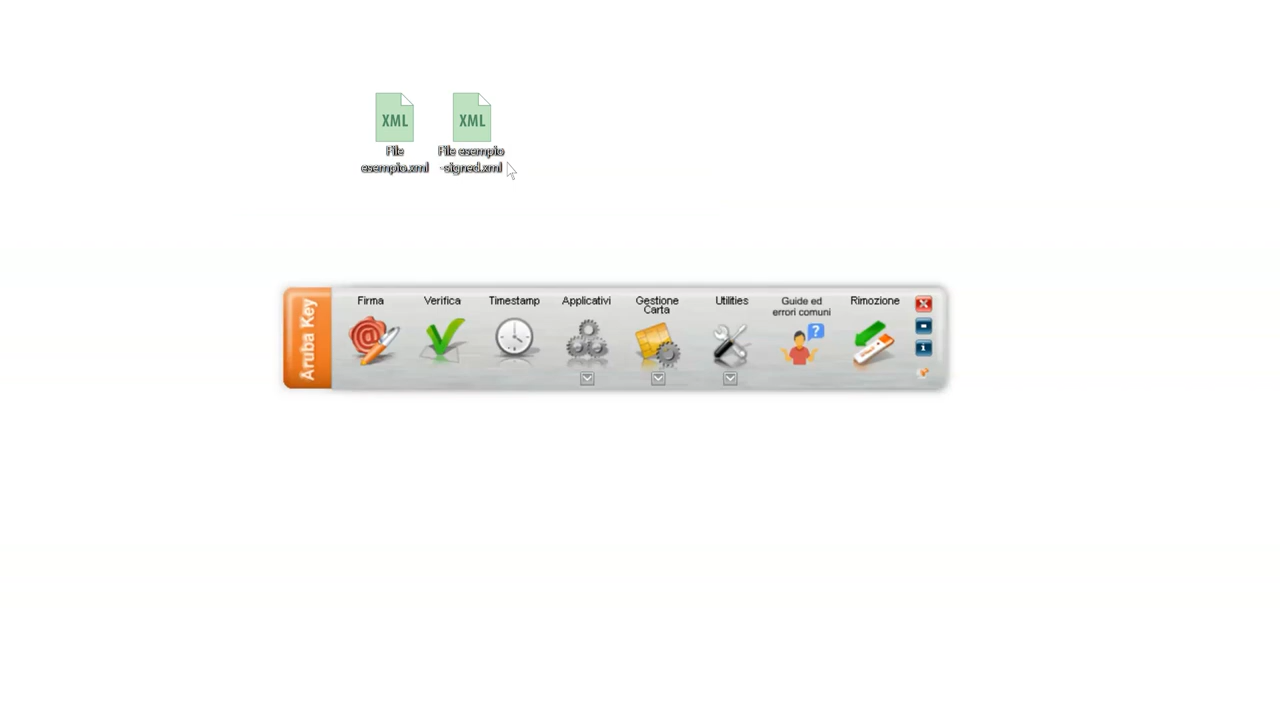 XML
XML
File
esempio.xml
File esempio
-signed.xml
Aruba Key
Firma
Verifica
Timestamp
Applicativi
Gestione
Carta
Utilities
Guide ed
errori comuni
Rimozione